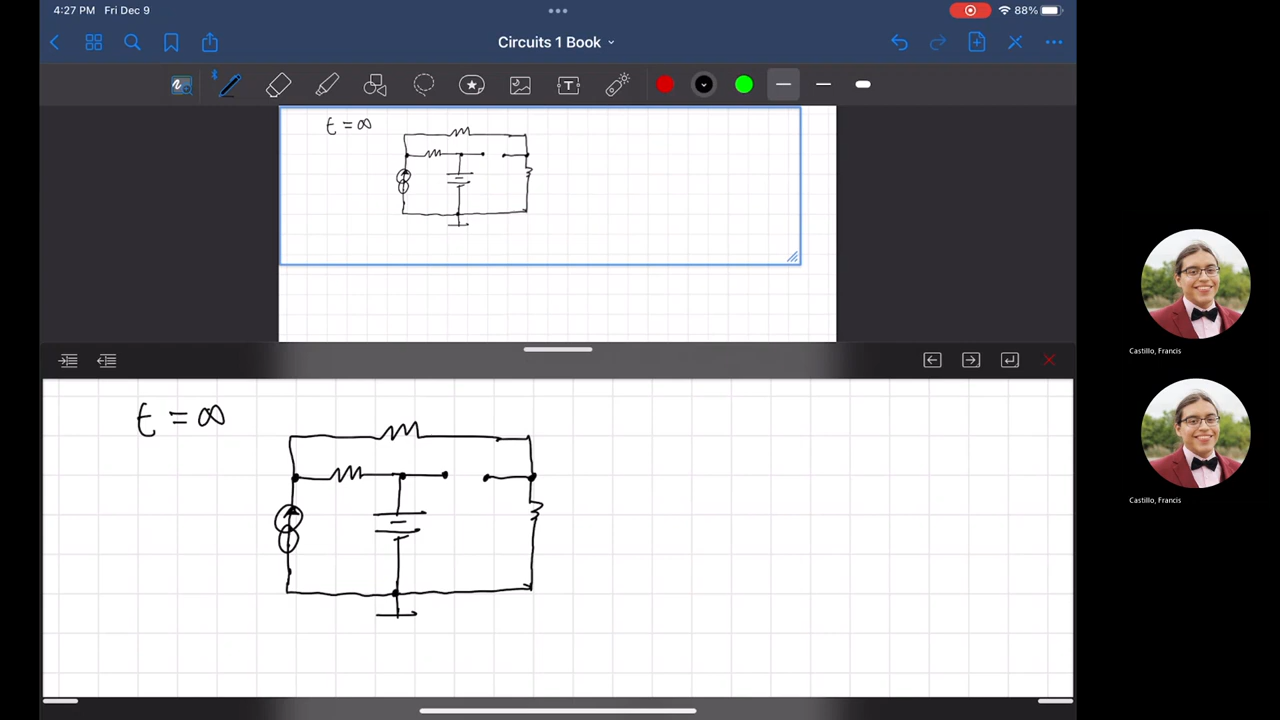 4:27 PM Fri Dec 9
88%
Circuits 1 Book
T
t = ∞
t = ∞
Castillo, Francis
Castillo, Francis